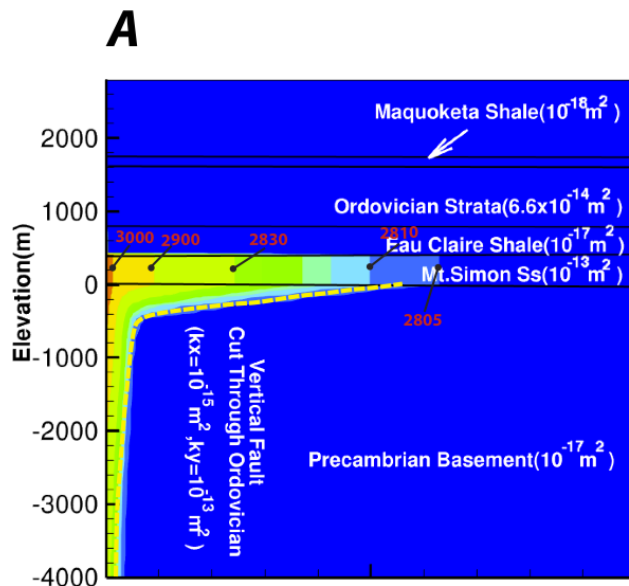 A
2000
1000
0
-1000
-2000
-3000
-4000
Elevation(m)
Maquoketa Shale(10⁻¹⁸m²)
Ordovician Strata(6.6x10⁻¹⁴m²)
Eau Claire Shale(10⁻¹⁷m²)
Mt.Simon Ss(10⁻¹³m²)
3000
2900
2830
2810
2805
Vertical Fault
Cut Through Ordovician
(kx=10⁻¹⁵m²,ky=10⁻¹³m²)
Precambrian Basement(10⁻¹⁷m²)